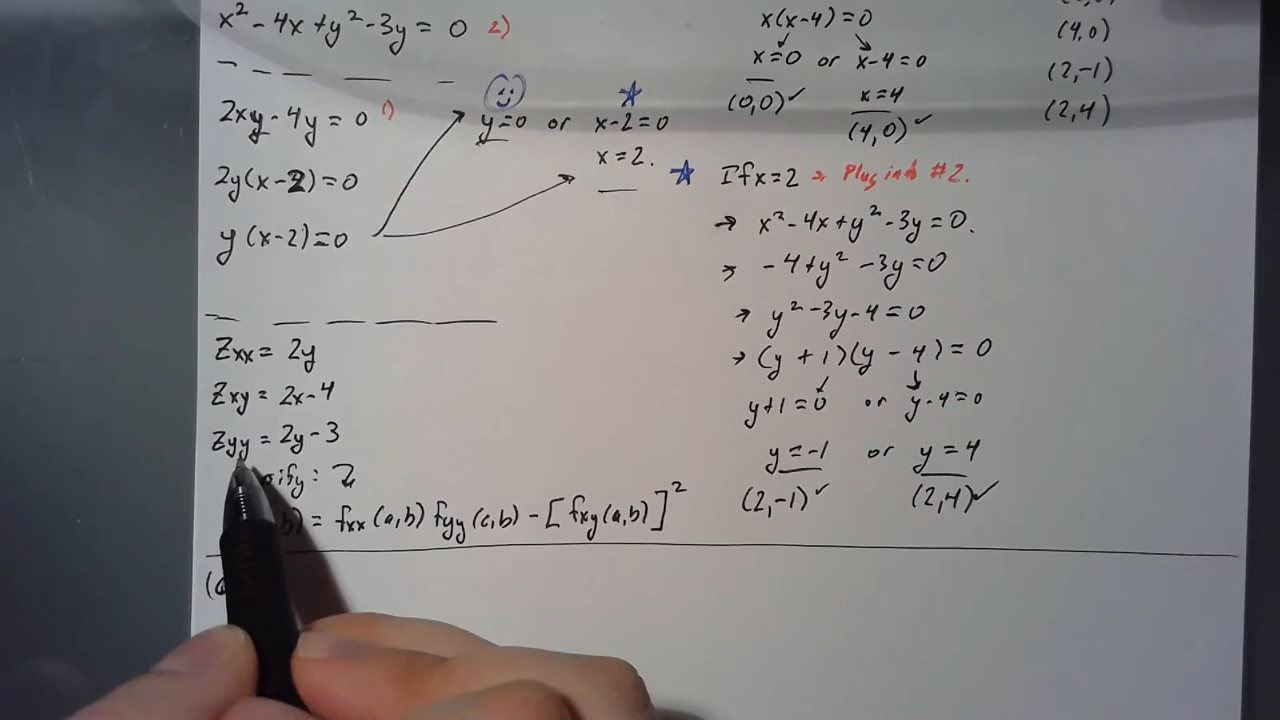 x² - 4x + y² - 3y = 0 2)
2xy - 4y = 0 1)
2y(x-2) = 0
y(x-2) = 0
y=0 or x-2=0
x=2.
Zxx = 2y
Zxy = 2x-4
Zyy = 2y-3
: 2
b) = fxx(a,b) fyy(a,b) - [fxy(a,b)]²
x(x-4)=0
x=0 or x-4=0
(0,0)✓ x=4
(4,0)✓
If x=2 → Plug into #2.
→ x²-4x+y²-3y=0.
→ -4+y²-3y=0
→ y²-3y-4=0
→ (y+1)(y-4)=0
y+1=0 or y-4=0
y=-1 or y=4
(2,-1)✓ (2,4)✓
(4,0)
(2,-1)
(2,4)